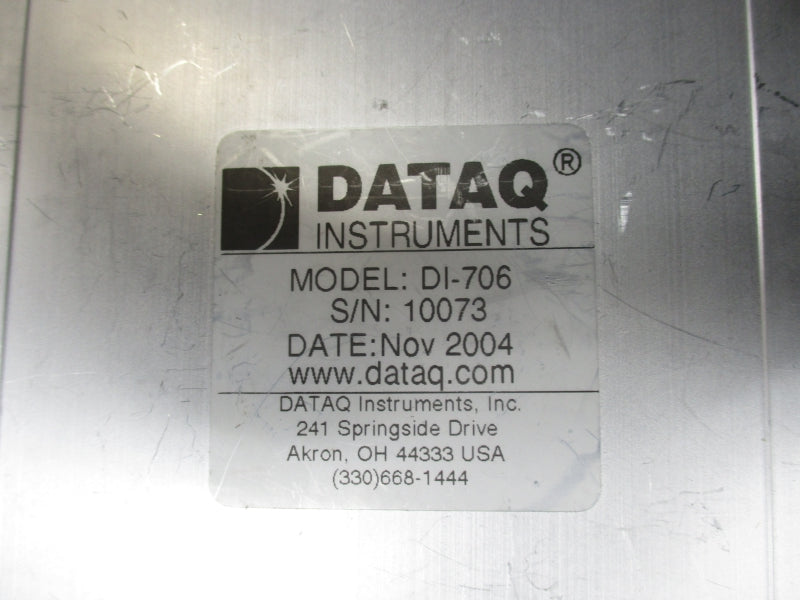 DATAQ®
INSTRUMENTS
MODEL: DI-706
S/N: 10073
DATE:Nov 2004
www.dataq.com
DATAQ Instruments, Inc.
241 Springside Drive
Akron, OH 44333 USA
(330)668-1444